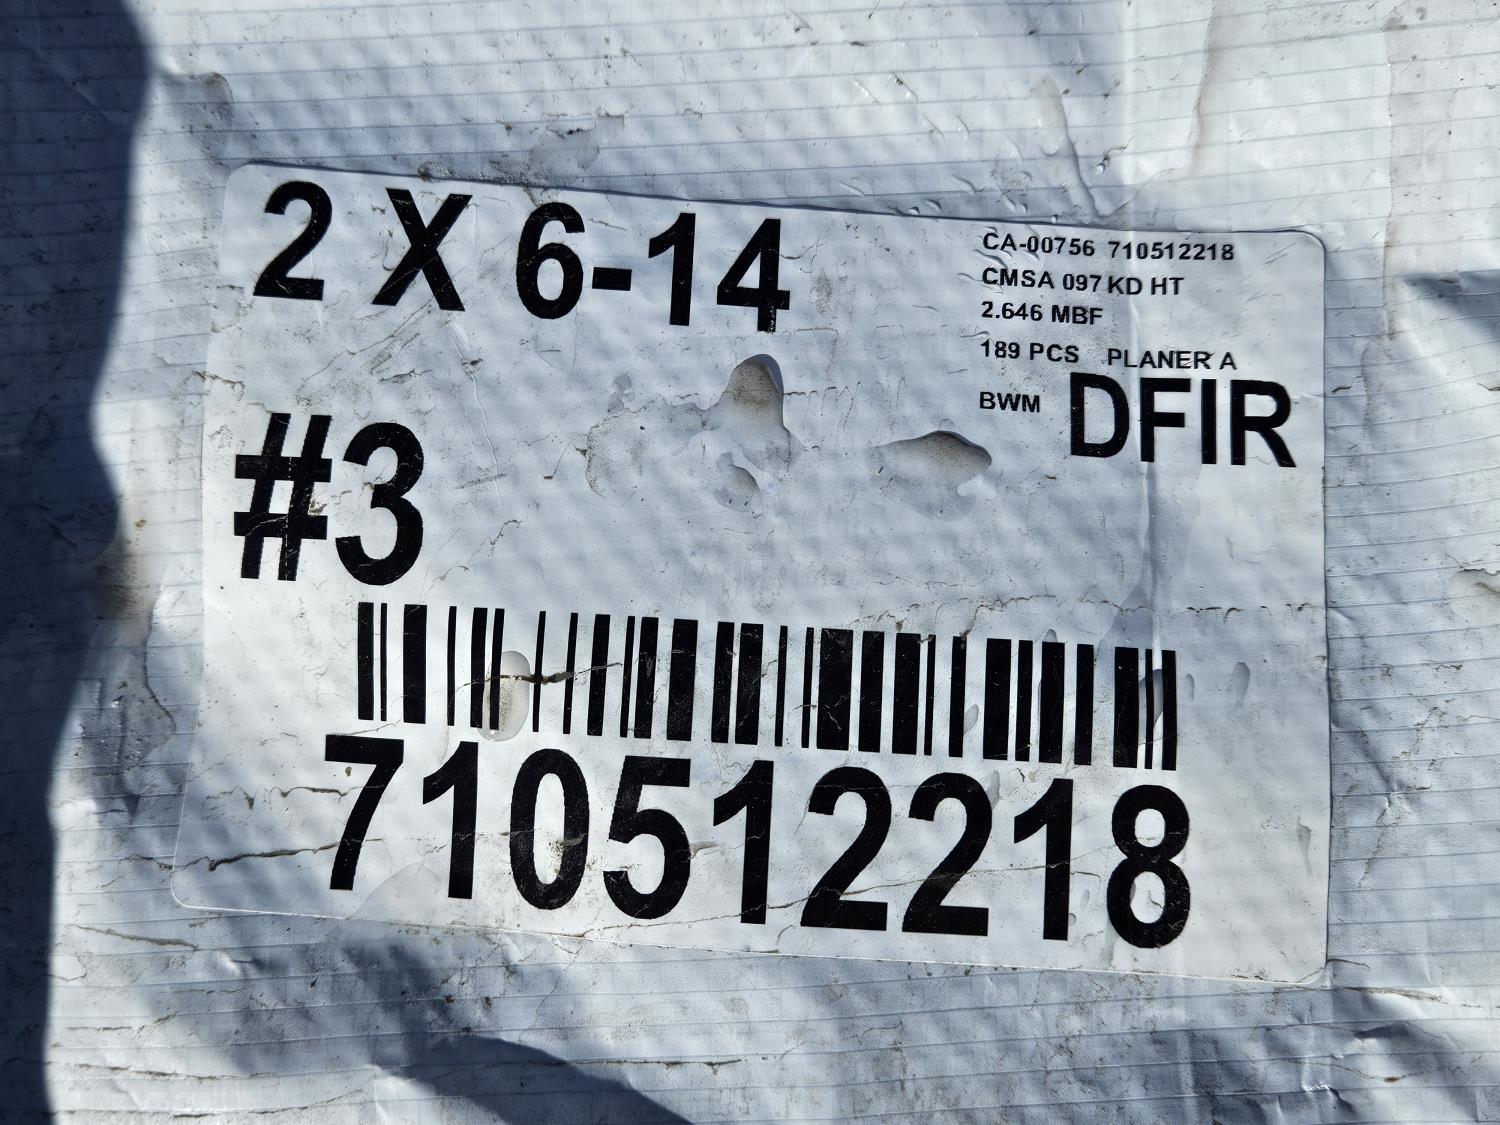 2 X 6-14
CA-00756 710512218
CMSA 097 KD HT
2.646 MBF
189 PCS PLANER A
BWM DFIR
#3
710512218